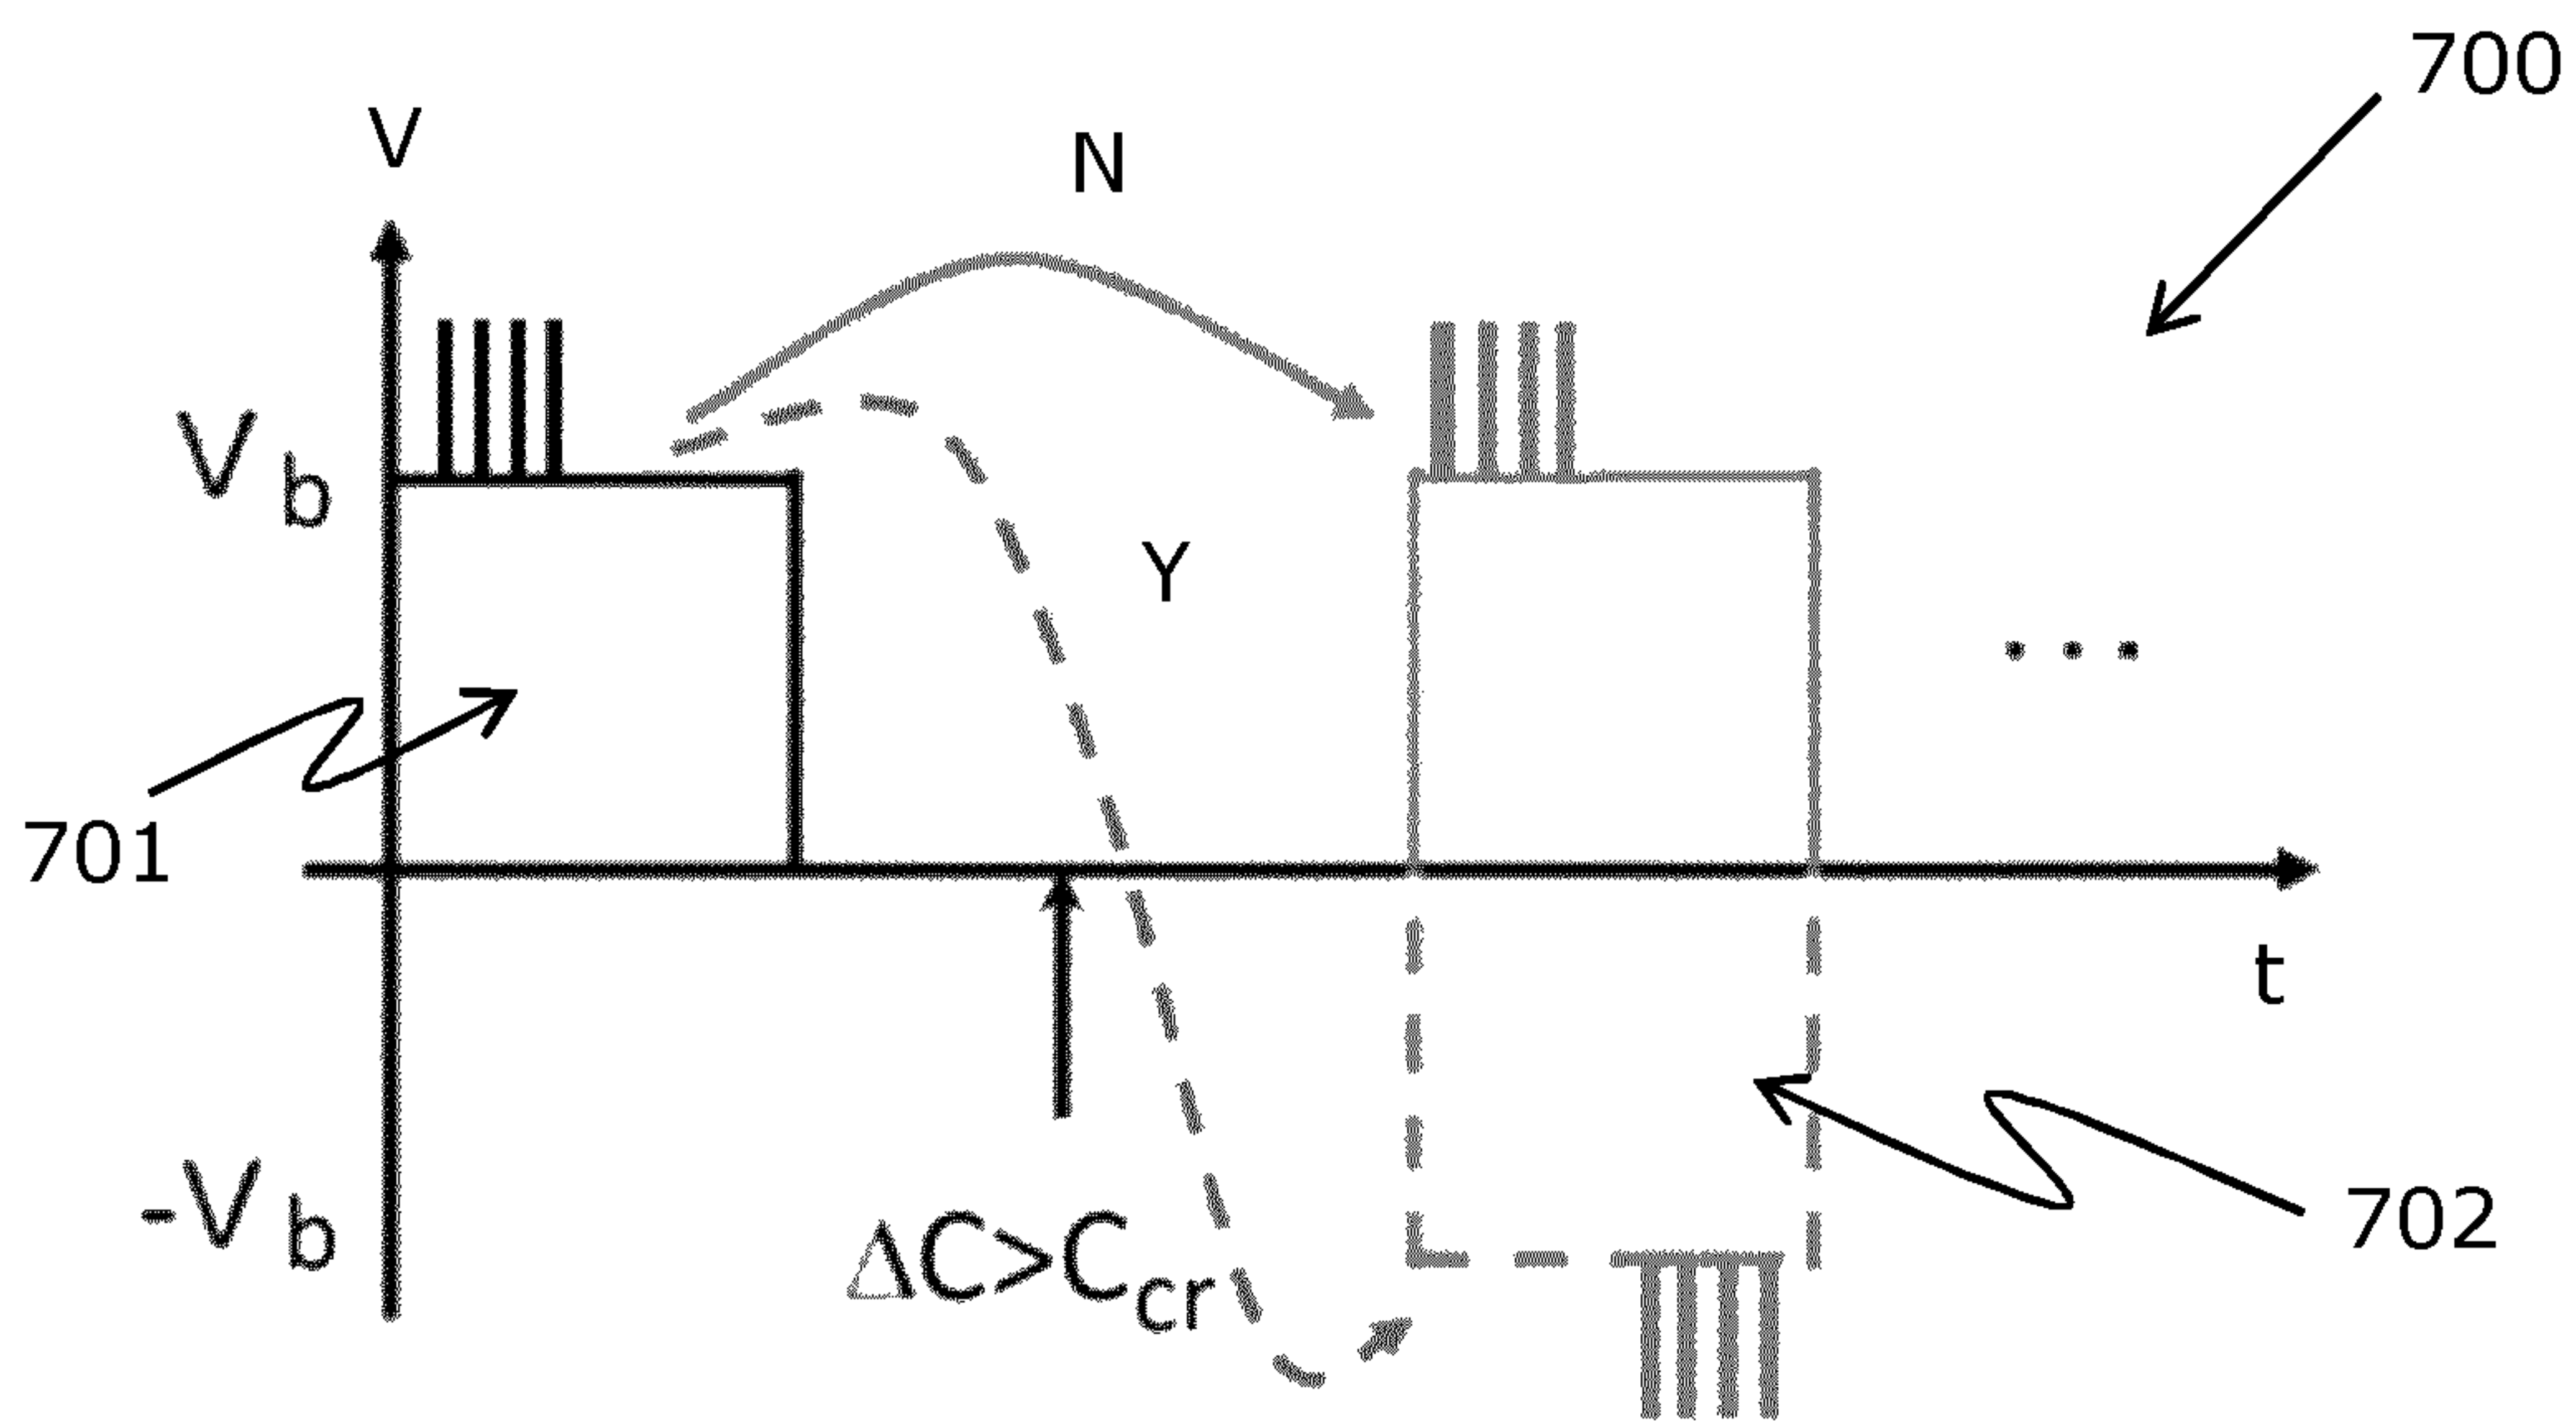 700
V
N
V b
Y
. . .
701
t
ΔC>Ccr
-V b
702